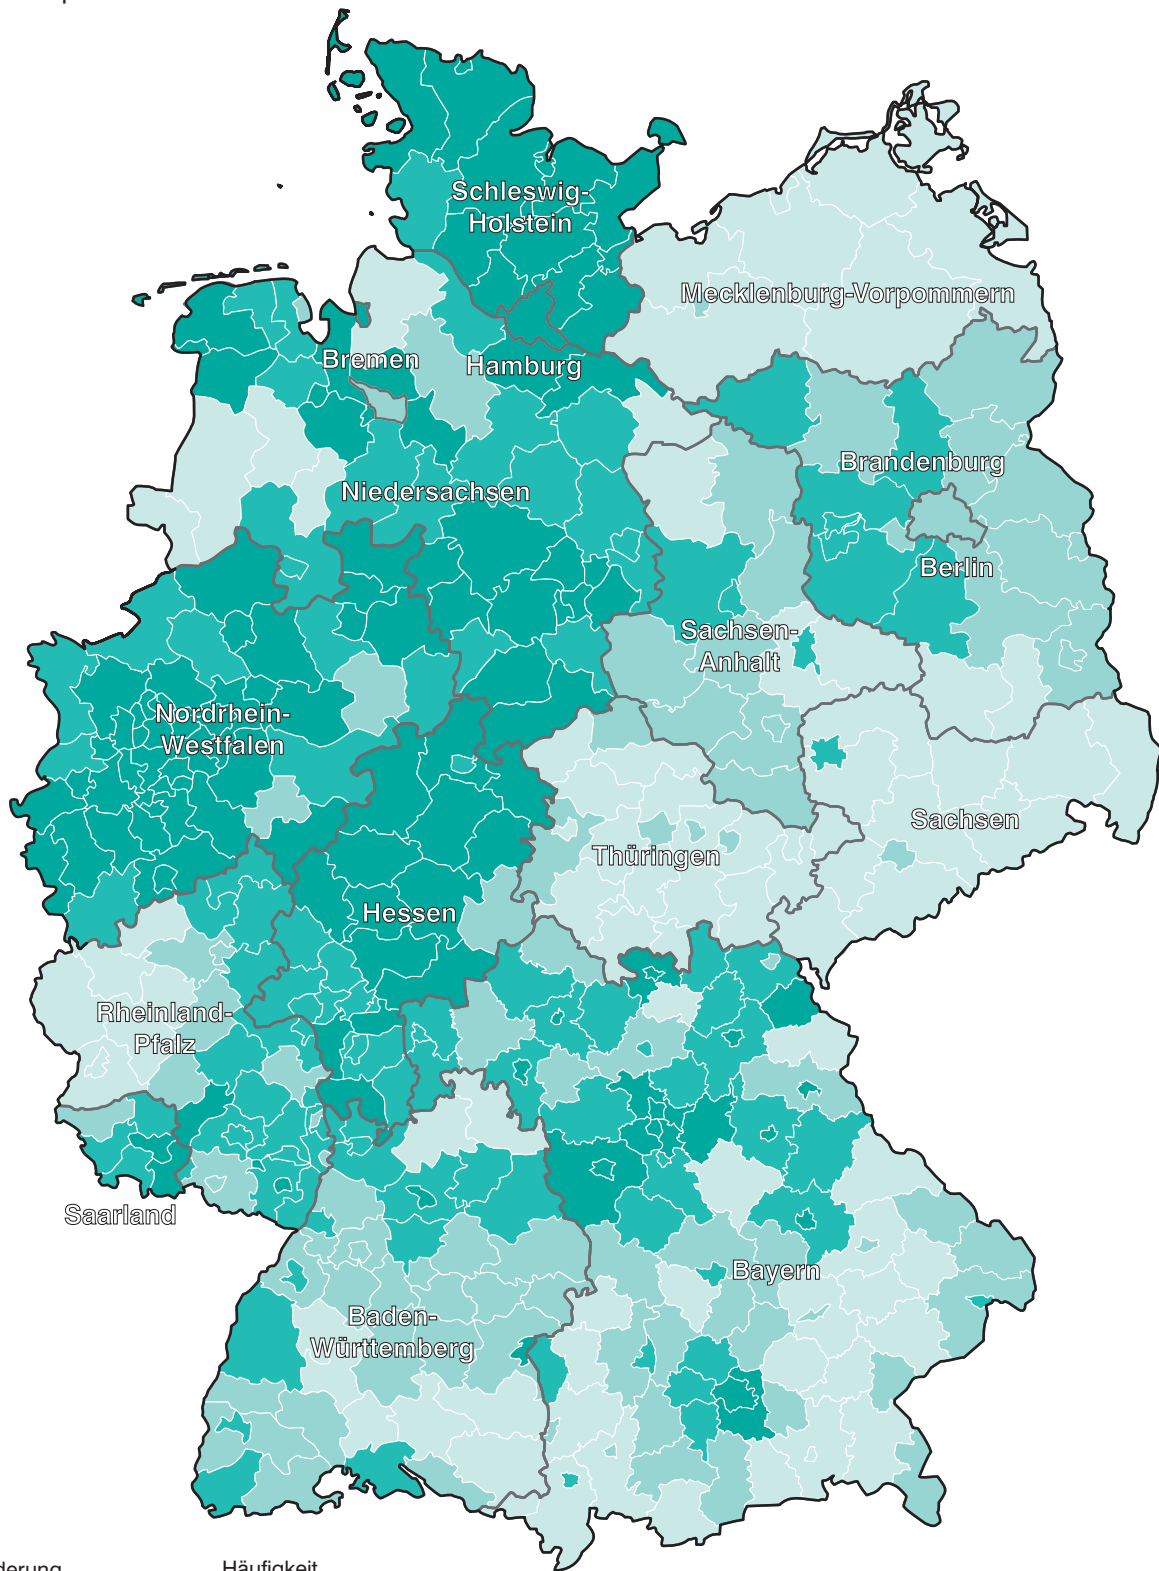 Schleswig-
Holstein
Mecklenburg-Vorpommern
Bremen
Hamburg
Brandenburg
Niedersachsen
Berlin
Sachsen-
Anhalt
Nordrhein-
Westfalen
Sachsen
Thüringen
Hessen
Rheinland-
Pfalz
Saarland
Bayern
Baden-
Württemberg
Häufigkeit